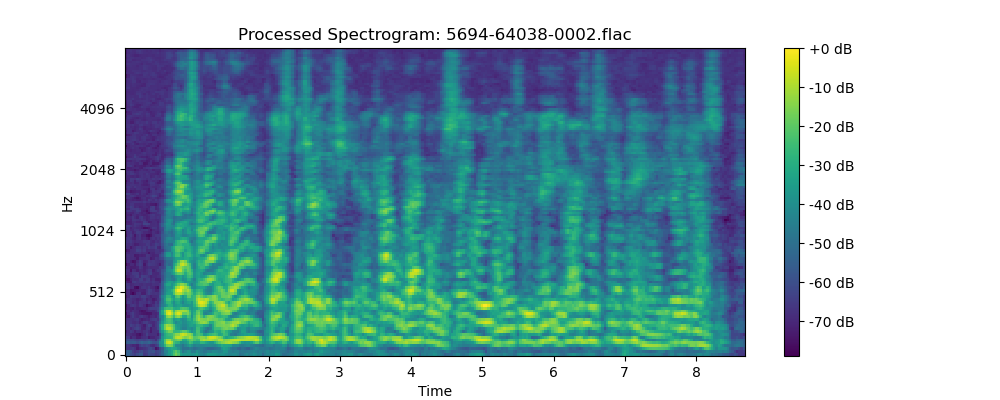 Processed Spectrogram: 5694-64038-0002.flac
Hz
4096
2048
1024
512
0
0 1 2 3 4 5 6 7 8
Time
+0 dB
-10 dB
-20 dB
-30 dB
-40 dB
-50 dB
-60 dB
-70 dB